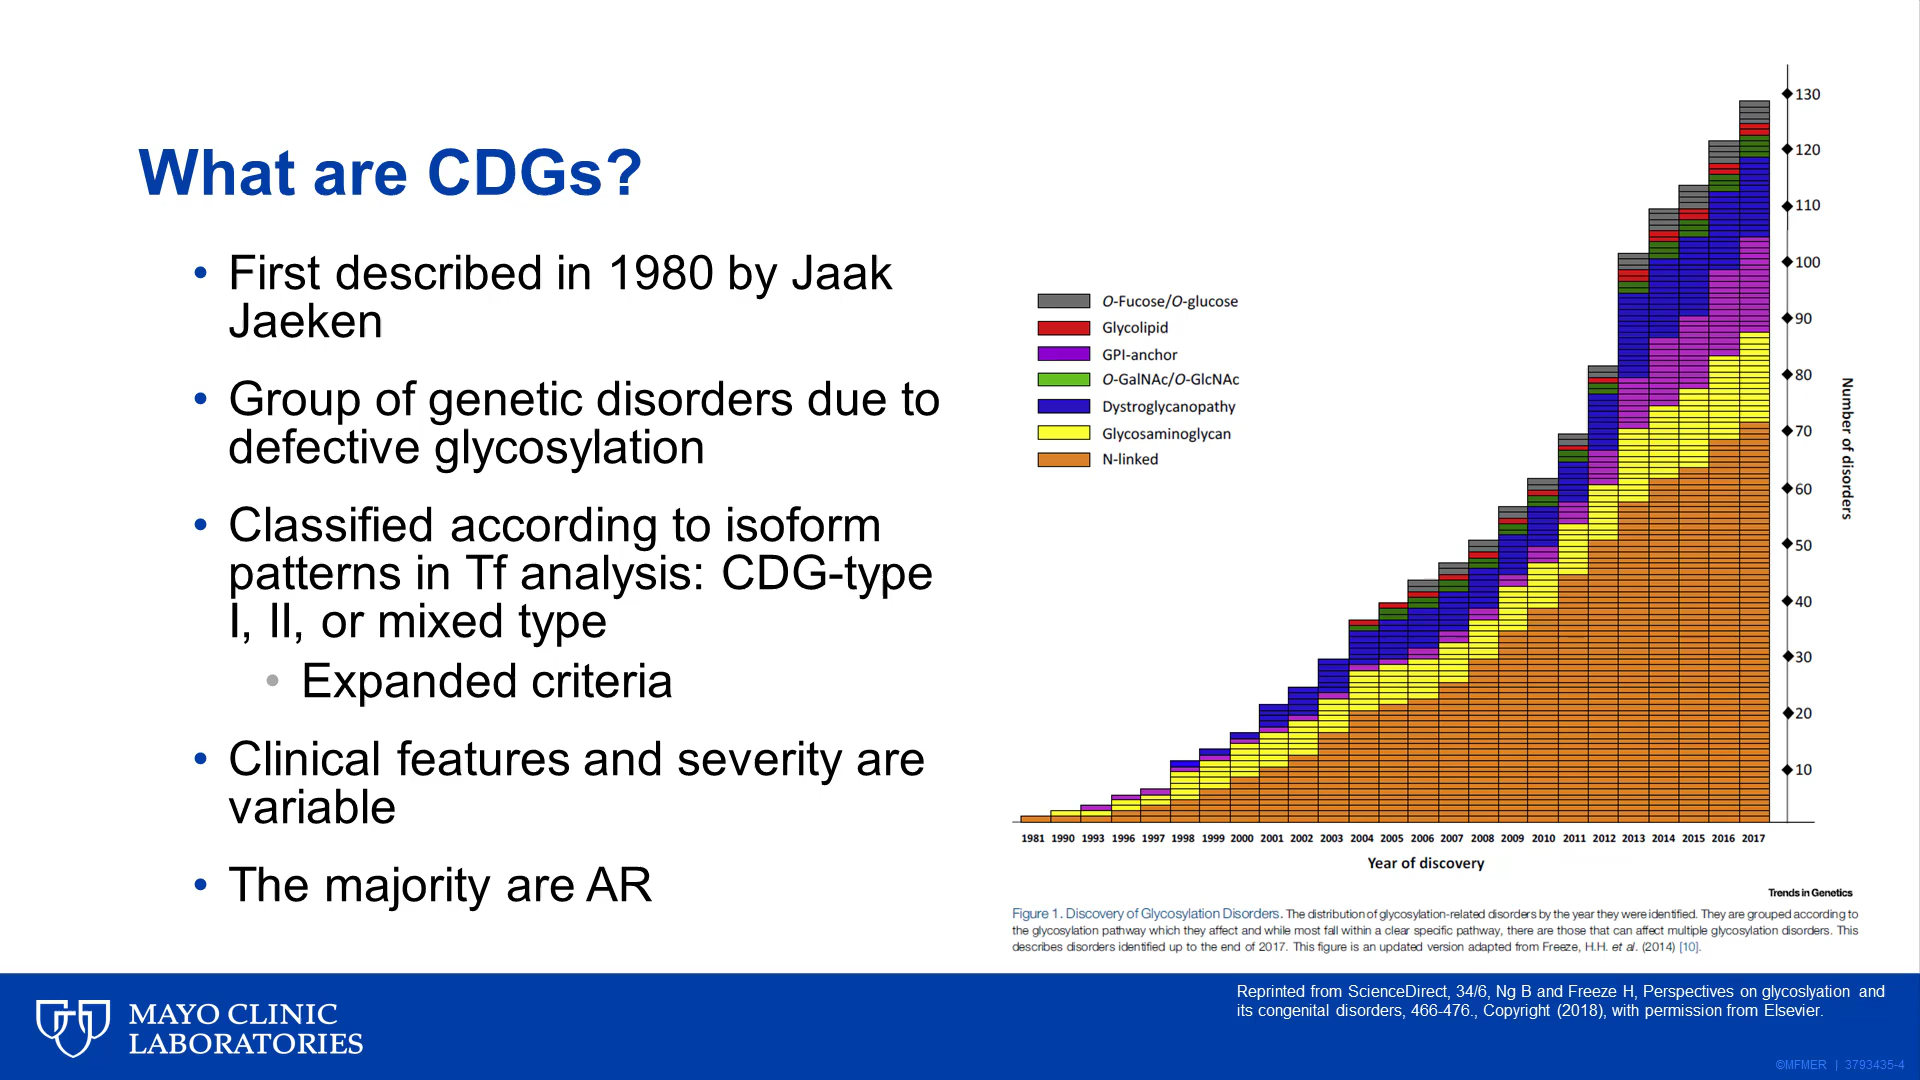 What are CDGs?
• First described in 1980 by Jaak
Jaeken
• Group of genetic disorders due to
defective glycosylation
• Classified according to isoform
patterns in Tf analysis: CDG-type
I, II, or mixed type
• Expanded criteria
• Clinical features and severity are
variable
• The majority are AR
O-Fucose/O-glucose
Glycolipid
GPI-anchor
O-GalNAc/O-GlcNAc
Dystroglycanopathy
Glycosaminoglycan
N-linked
130
120
110
100
90
80
70
60
50
40
30
20
10
Number of disorders
1981 1990 1993 1996 1997 1998 1999 2000 2001 2002 2003 2004 2005 2006 2007 2008 2009 2010 2011 2012 2013 2014 2015 2016 2017
Year of discovery
Trends in Genetics
Figure 1. Discovery of Glycosylation Disorders. The distribution of glycosylation-related disorders by the year they were identified. They are grouped according to
the glycosylation pathway which they affect and while most fall within a clear specific pathway, there are those that can affect multiple glycosylation disorders. This
describes disorders identified up to the end of 2017. This figure is an updated version adapted from Freeze, H.H. et al. (2014) [10].
MAYO CLINIC
LABORATORIES
Reprinted from ScienceDirect, 34/6, Ng B and Freeze H, Perspectives on glycoslyation and
its congenital disorders, 466-476., Copyright (2018), with permission from Elsevier.
©MFMER | 3793435-4